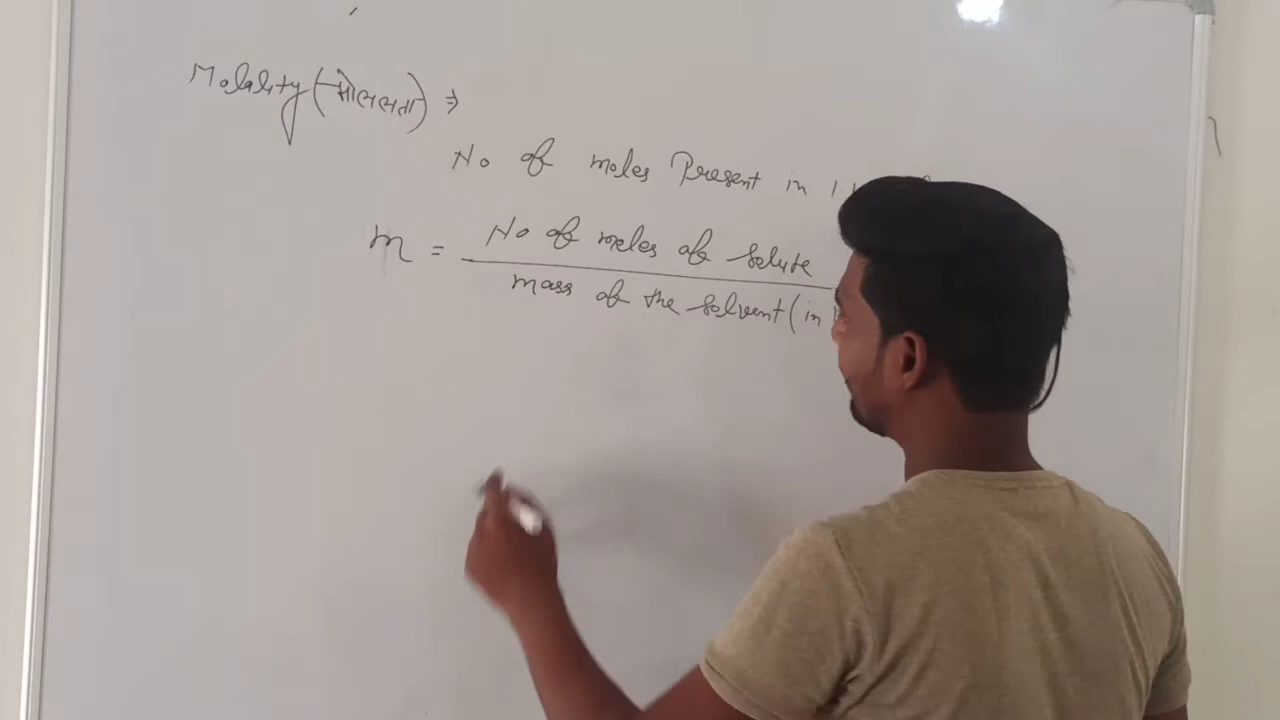 Molality (मोललता) ⇒
No of moles Present in 1
m = No of moles of solute
mass of the solvent (in